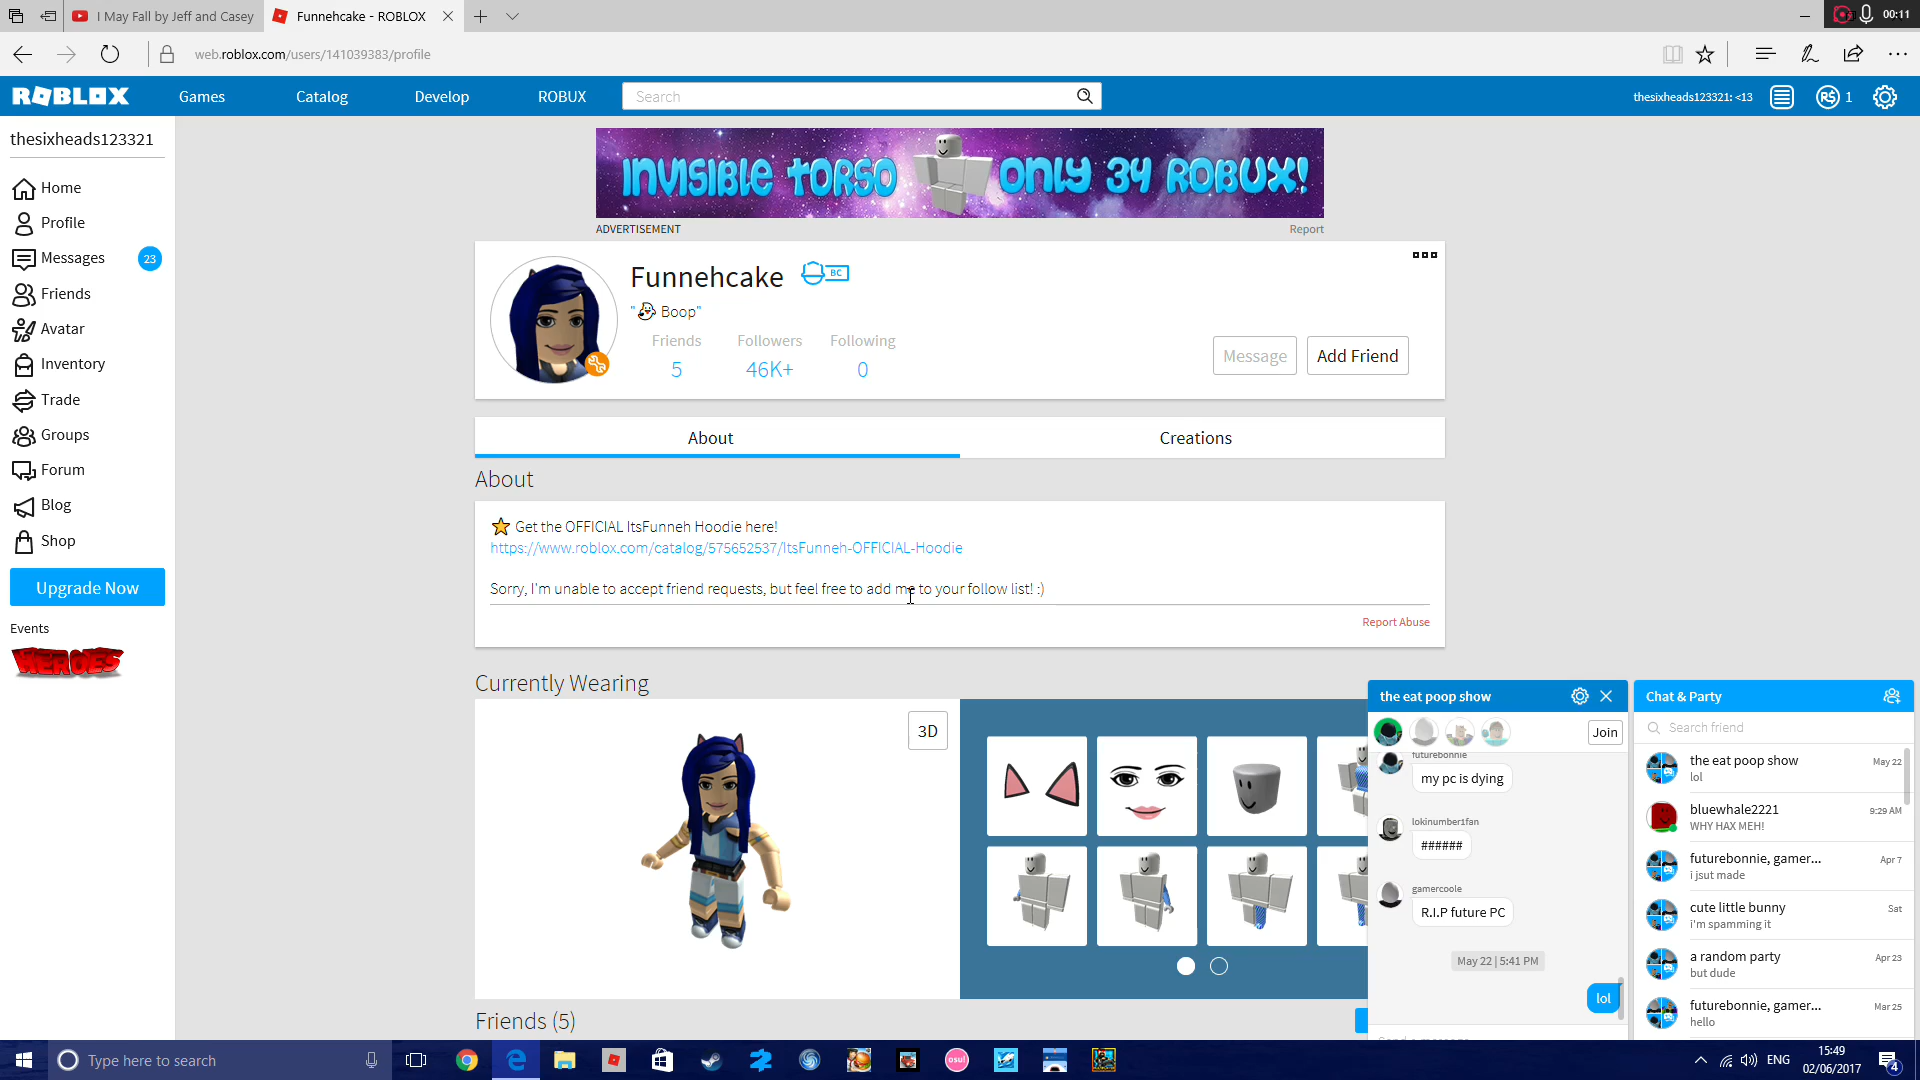 I May Fall by Jeff and Casey
Funnehcake - ROBLOX
00:11
web.roblox.com/users/141039383/profile
ROBLOX
Games
Catalog
Develop
ROBUX
Search
thesixheads123321: <13
R$ 1
thesixheads123321
Home
Profile
Messages
23
Friends
Avatar
Inventory
Trade
Groups
Forum
Blog
Shop
Upgrade Now
Events
HEROES
INVISIBLE TORSO ONLY 34 ROBUX!
ADVERTISEMENT
Report
Funnehcake
BC
" Boop"
Friends
Followers
Following
5
46K+
0
Message
Add Friend
About
Creations
About
Get the OFFICIAL ItsFunneh Hoodie here!
https://www.roblox.com/catalog/575652537/ItsFunneh-OFFICIAL-Hoodie
Sorry, I'm unable to accept friend requests, but feel free to add me to your follow list! :)
Report Abuse
Currently Wearing
3D
Friends (5)
the eat poop show
Join
futurebonnie
my pc is dying
lokinumber1fan
######
gamercoole
R.I.P future PC
May 22 | 5:41 PM
lol
Chat & Party
Search friend
the eat poop show
May 22
lol
bluewhale2221
9:29 AM
WHY HAX MEH!
futurebonnie, gamer...
Apr 7
i jsut made
cute little bunny
Sat
i'm spamming it
a random party
Apr 23
but dude
futurebonnie, gamer...
Mar 25
hello
Type here to search
osu!
ENG
15:49
02/06/2017
4